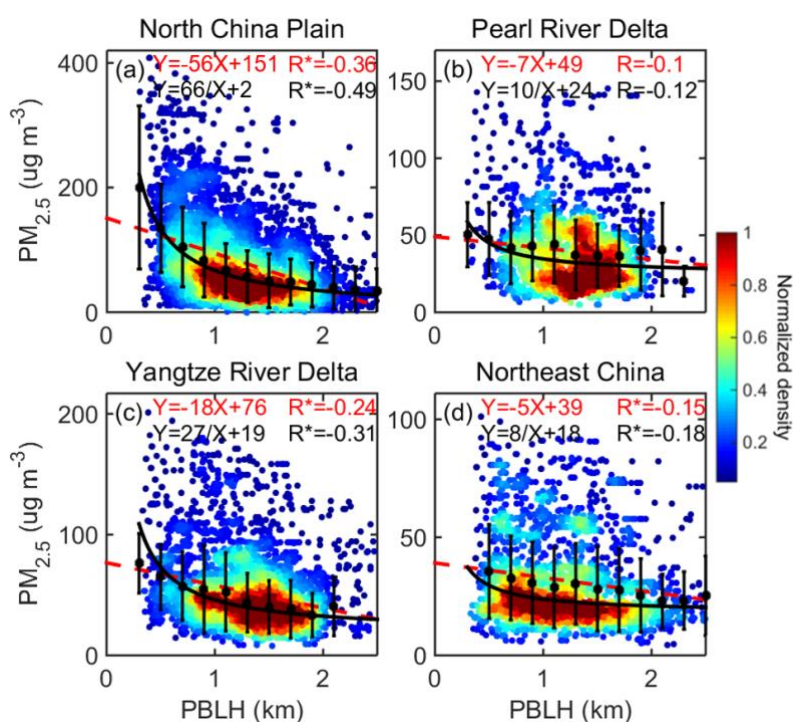 North China Plain
(a) Y=-56X+151 R*=-0.36
Y=66/X+2 R*=-0.49
400
200
0
0 1 2
PM2.5 (ug m-3)
Pearl River Delta
(b) Y=-7X+49 R=-0.1
Y=10/X+24 R=-0.12
150
100
50
0
0 1 2
Yangtze River Delta
(c) Y=-18X+76 R*=-0.24
Y=27/X+19 R*=-0.31
200
100
0
0 1 2
PM2.5 (ug m-3)
PBLH (km)
Northeast China
(d) Y=-5X+39 R*=-0.15
Y=8/X+18 R*=-0.18
100
50
0
0 1 2
PBLH (km)
1
0.8
0.6
0.4
0.2
Normalized density